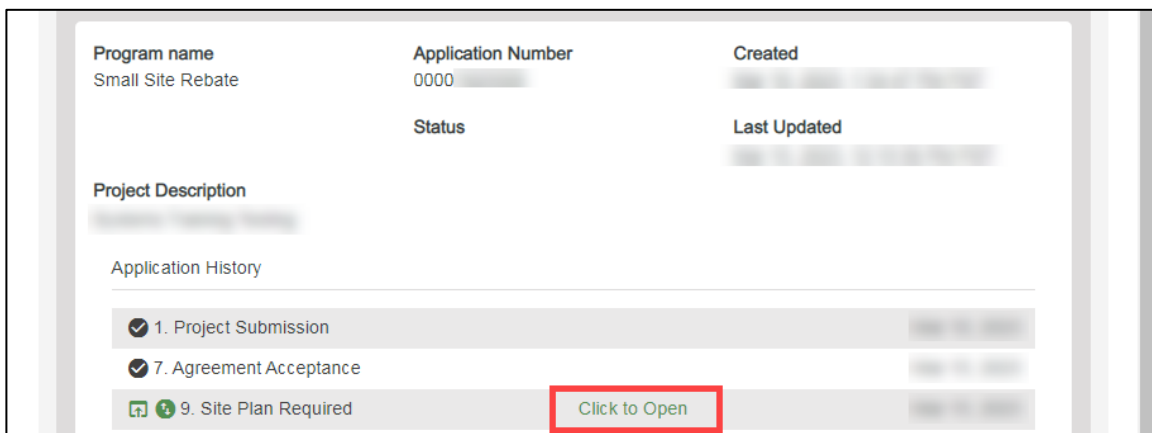 Program name
Application Number
Created
Small Site Rebate
0000
Status
Last Updated
Project Description
Application History
1. Project Submission
7. Agreement Acceptance
9. Site Plan Required
Click to Open